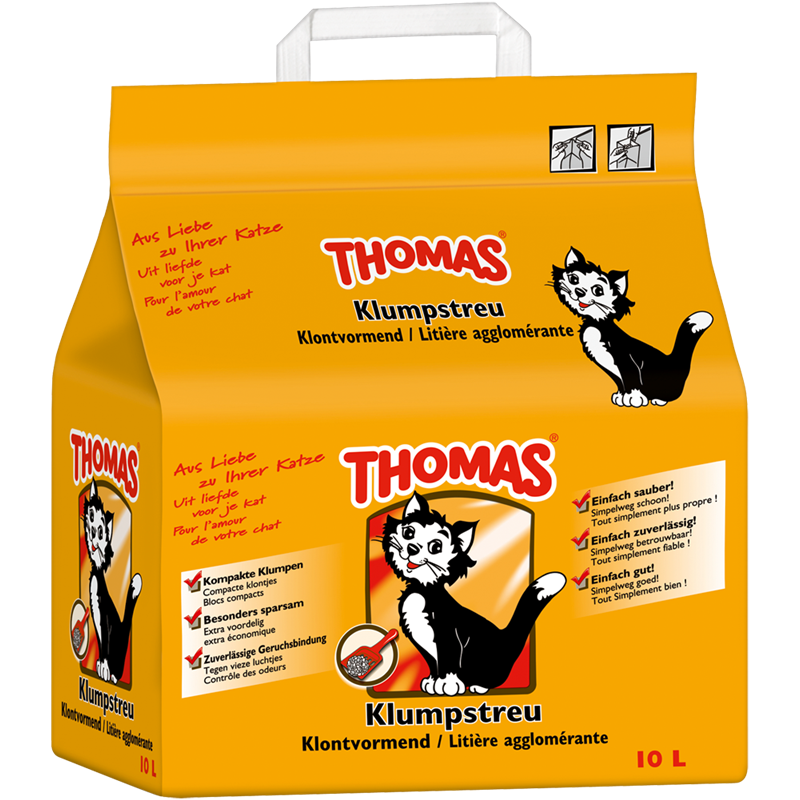 Aus Liebe
zu Ihrer Katze
Uit liefde
voor je kat
Pour l'amour
de votre chat
THOMAS®
Klumpstreu
Klontvormend / Litière agglomérante
THOMAS
Klumpstreu
Klontvormend / Litière agglomérante
10 L
Aus Liebe
zu Ihrer Katze
Uit liefde
voor je kat
Pour l'amour
de votre chat
THOMAS®
Kompakte Klumpen
Compacte klontjes
Blocs compacts
Besonders sparsam
Extra voordelig
extra économique
Zuverlässige Geruchsbindung
Tegen vieze luchtjes
Contrôle des odeurs
Einfach sauber!
Simpelweg schoon!
Tout simplement plus propre !
Einfach zuverlässig!
Simpelweg betrouwbaar!
Tout simplement fiable !
Einfach gut!
Simpelweg goed!
Tout Simplement bien !
Klumpstreu
Klontvormend / Litière agglomérante
10 L